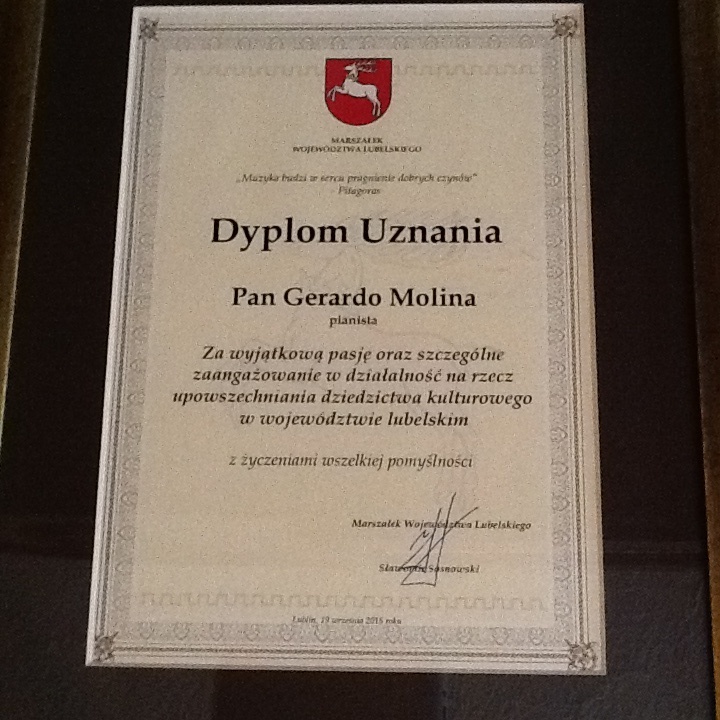 MARSZAŁEK
WOJEWÓDZTWA LUBELSKIEGO
„Muzyka budzi w sercu pragnienie dobrych czynów”
Pitagoras
Dyplom Uznania
Pan Gerardo Molina
pianista
Za wyjątkową pasję oraz szczególne
zaangażowanie w działalność na rzecz
upowszechniania dziedzictwa kulturowego
w województwie lubelskim
z życzeniami wszelkiej pomyślności
Marszałek Województwa Lubelskiego
Sławomir Sosnowski
Lublin, 19 września 2016 roku